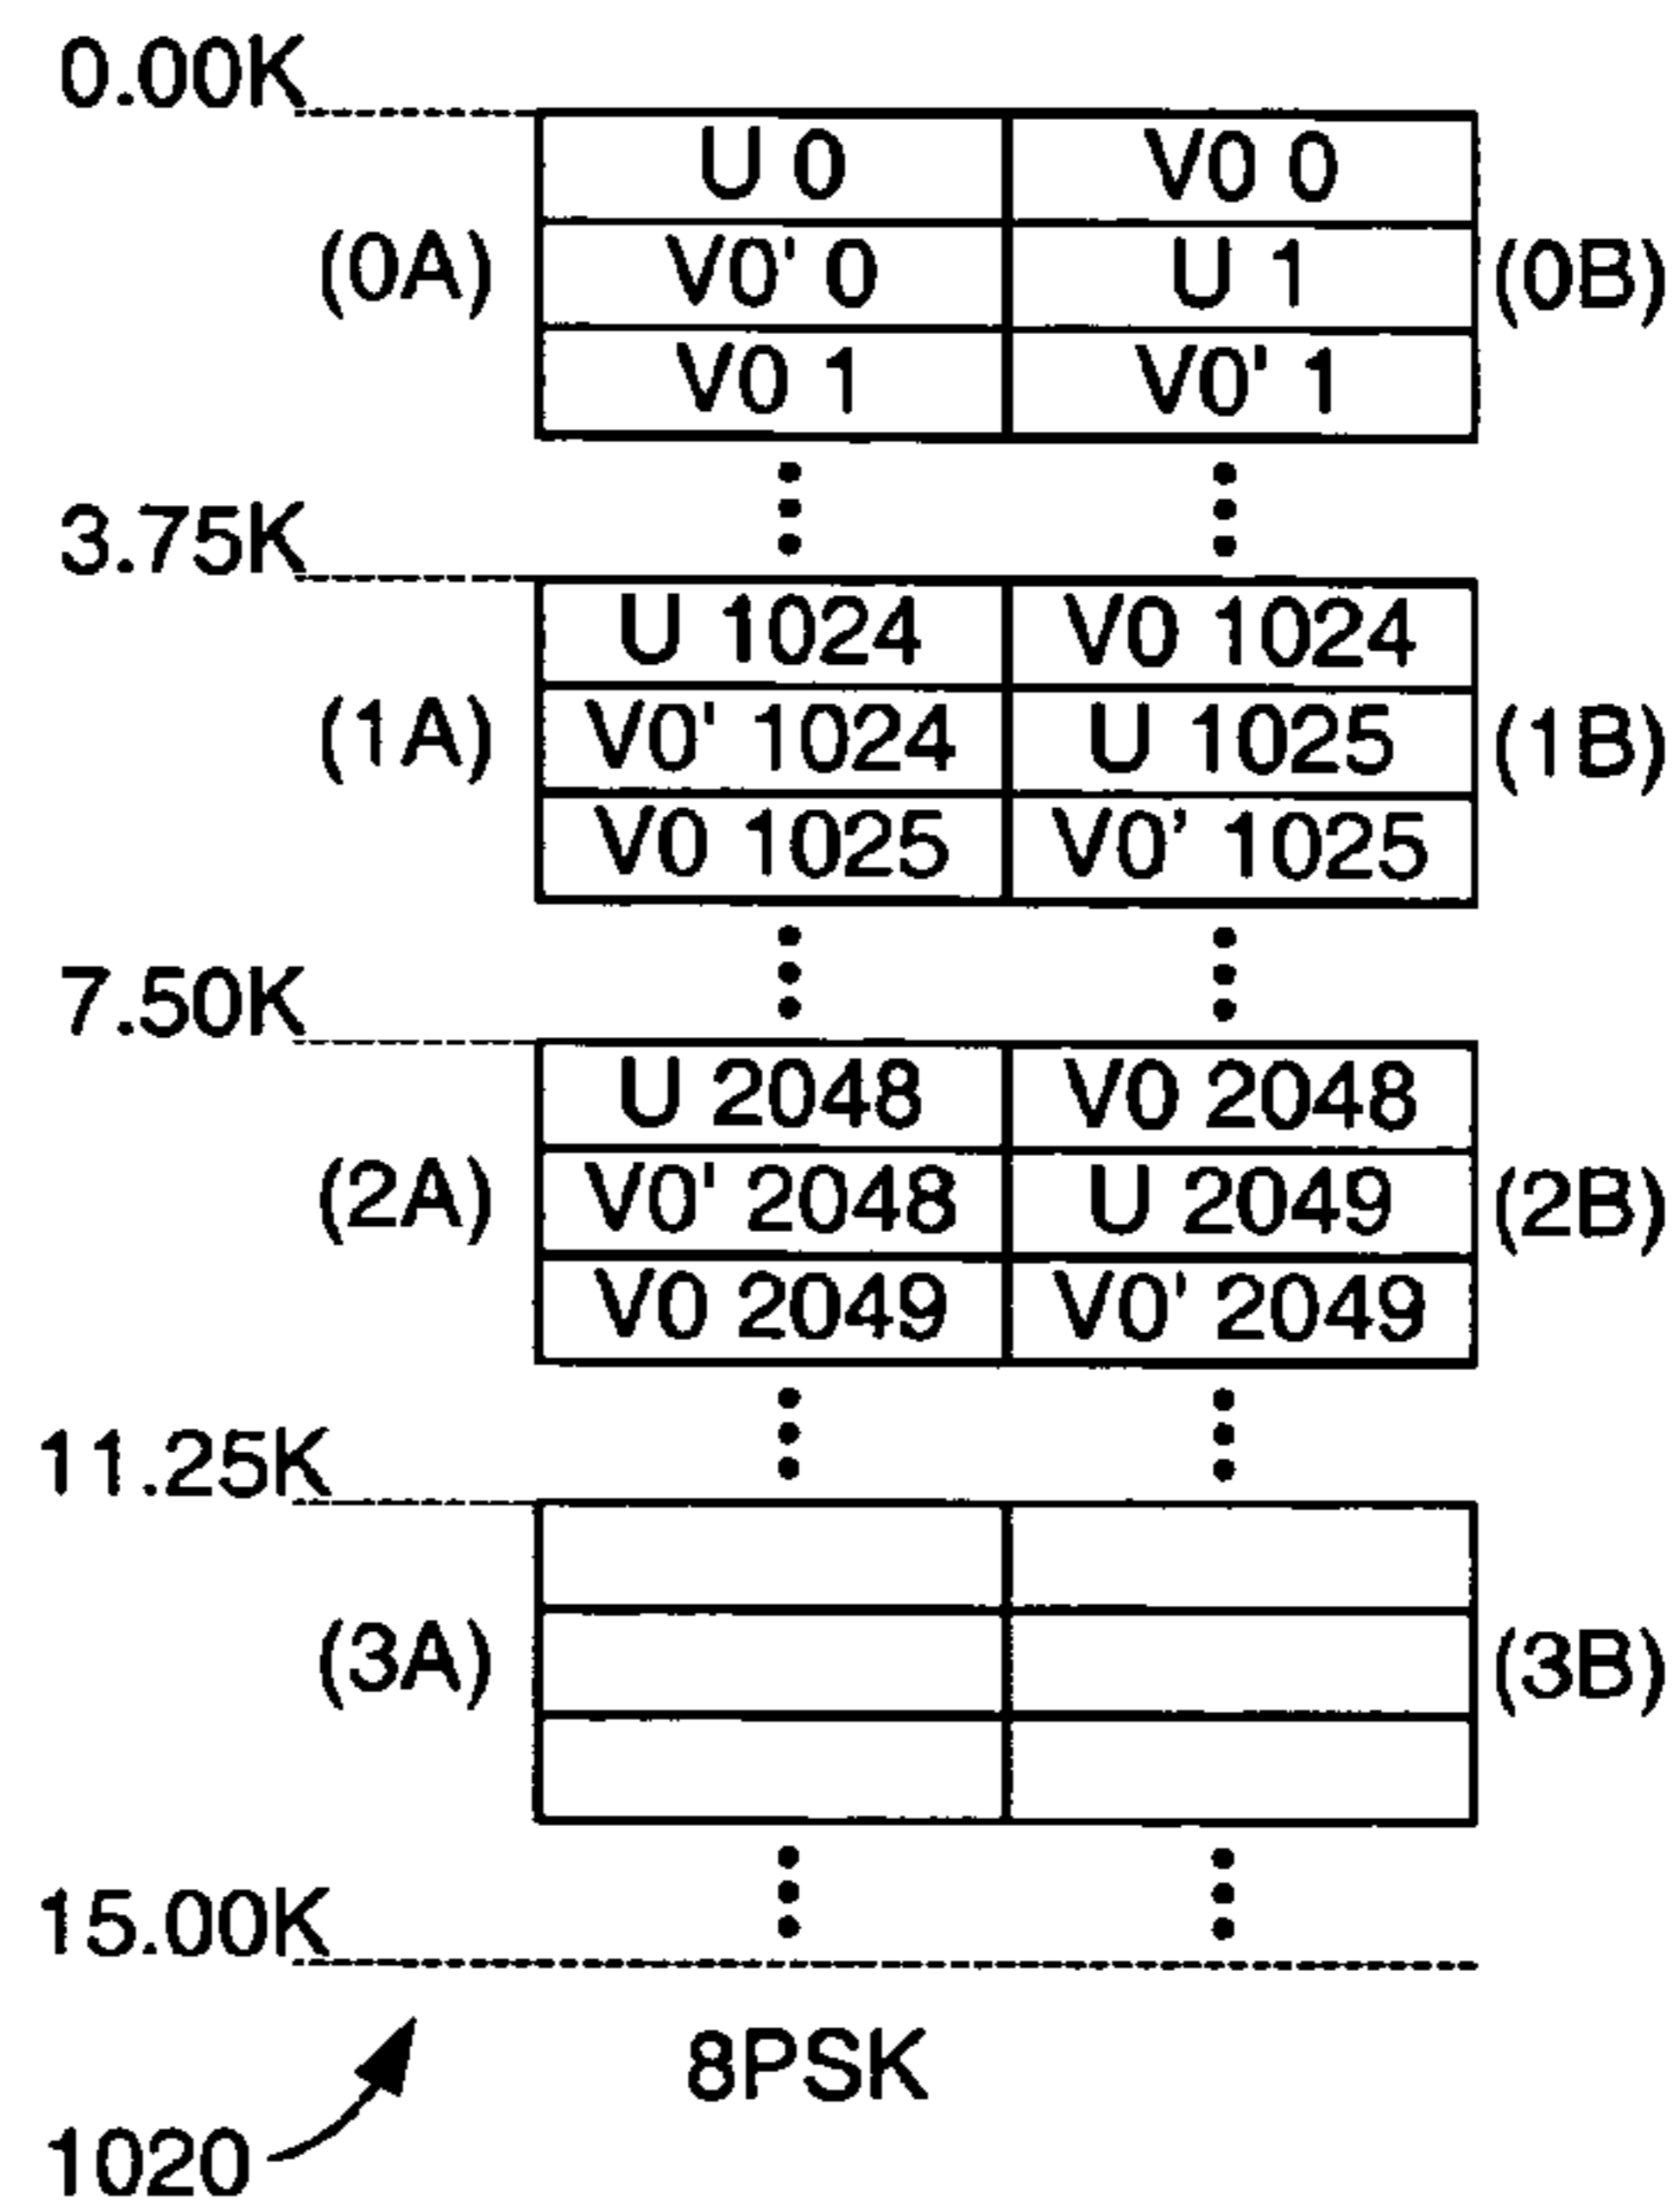 0.00K
U 0 V0 0
(0A) V0' 0 U 1 (0B)
V0 1 V0' 1
3.75K
U 1024 V0 1024
(1A) V0' 1024 U 1025 (1B)
V0 1025 V0' 1025
7.50K
U 2048 V0 2048
(2A) V0' 2048 U 2049 (2B)
V0 2049 V0' 2049
11.25K
(3A) (3B)
15.00K
8PSK
1020